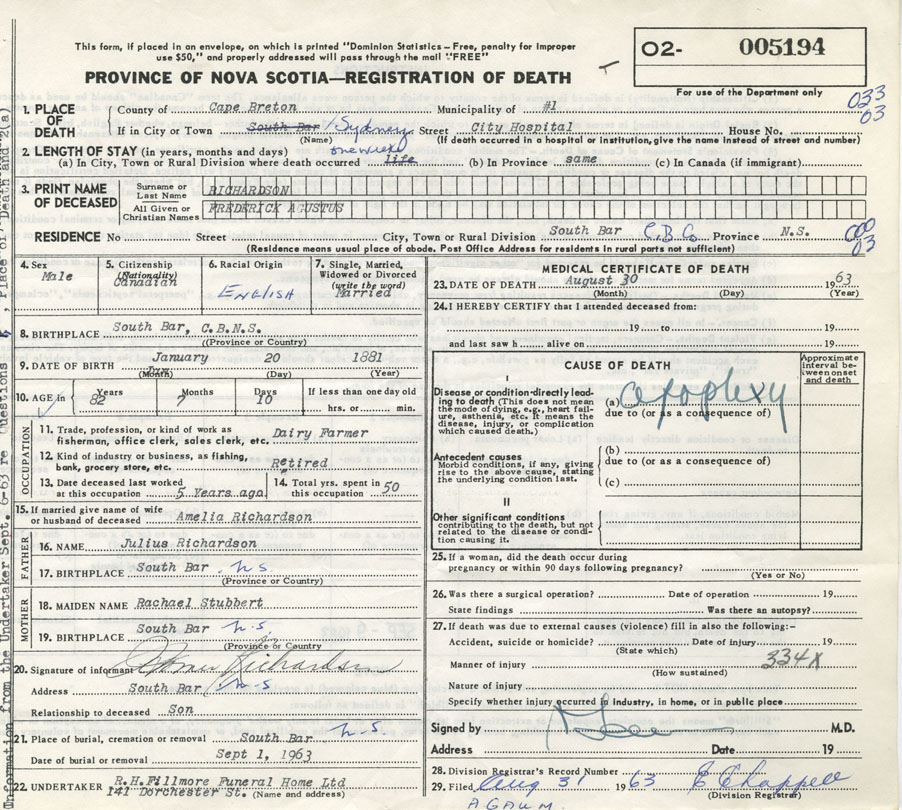 This form, if placed in an envelope, on which is printed "Dominion Statistics – Free, penalty for improper
use $50," and properly addressed will pass through the mail "FREE"
O2- 005194
PROVINCE OF NOVA SCOTIA—REGISTRATION OF DEATH
For use of the Department only
033
03
1. PLACE OF DEATH County of Cape Breton Municipality of #1
If in City or Town South Bar / Sydney Street City Hospital House No.
(Name) (If death occurred in a hospital or institution, give the name instead of street and number)
2. LENGTH OF STAY (in years, months and days) one week
(a) In City, Town or Rural Division where death occurred life (b) In Province same (c) In Canada (if immigrant)
3. PRINT NAME OF DECEASED Surname or Last Name RICHARDSON
All Given or Christian Names FREDERICK AGUSTUS
RESIDENCE No Street City, Town or Rural Division South Bar C.B. Co. Province N.S.
(Residence means usual place of abode. Post Office Address for residents in rural parts not sufficient)
000
03
4. Sex Male
5. Citizenship (Nationality) Canadian
6. Racial Origin ENGLISH
7. Single, Married, Widowed or Divorced (write the word) Married
8. BIRTHPLACE South Bar, C.B.N.S.
(Province or Country)
9. DATE OF BIRTH January 20 1881
Jan
(Month) (Day) (Year)
10. AGE in 82 Years 7 Months 10 Days If less than one day old
hrs. or min.
OCCUPATION
11. Trade, profession, or kind of work as
fisherman, office clerk, sales clerk, etc. Dairy Farmer
12. Kind of industry or business, as fishing,
bank, grocery store, etc. Retired
13. Date deceased last worked
at this occupation 5 Years ago
14. Total yrs. spent in
this occupation 50
15. If married give name of wife
or husband of deceased Amelia Richardson
FATHER
16. NAME Julius Richardson
17. BIRTHPLACE South Bar N.S.
(Province or Country)
MOTHER
18. MAIDEN NAME Rachael Stubbert
19. BIRTHPLACE South Bar N.S.
(Province or Country)
20. Signature of informant Richardson
Address South Bar / N.S
Relationship to deceased Son
21. Place of burial, cremation or removal South Bar N.S.
Date of burial or removal Sept 1, 1963
22. UNDERTAKER R.H. Fillmore Funeral Home Ltd
141 Dorchester St. (Name and address)
MEDICAL CERTIFICATE OF DEATH
23. DATE OF DEATH August 30 1963
(Month) (Day) (Year)
24. I HEREBY CERTIFY that I attended deceased from:
19 to 19
and last saw h alive on 19
CAUSE OF DEATH
Approximate interval between onset and death
I
Disease or condition directly leading to death (This does not mean the mode of dying, e.g., heart failure, asthenia, etc. It means the disease, injury, or complication which caused death.)
(a) apoplexy
due to (or as a consequence of)
Antecedent causes
Morbid conditions, if any, giving rise to the above cause, stating the underlying condition last.
(b)
due to (or as a consequence of)
(c)
II
Other significant conditions
contributing to the death, but not related to the disease or condition causing it.
25. If a woman, did the death occur during
pregnancy or within 90 days following pregnancy?
(Yes or No)
26. Was there a surgical operation? Date of operation 19
State findings Was there an autopsy?
27. If death was due to external causes (violence) fill in also the following:–
Accident, suicide or homicide? Date of injury 19
(State which)
Manner of injury 334X
(How sustained)
Nature of injury
Specify whether injury occurred in industry, in home, or in public place
Signed by M.D.
Address Date 19
28. Division Registrar's Record Number
29. Filed Aug 31 1963 E Chappell
(Division Registrar)